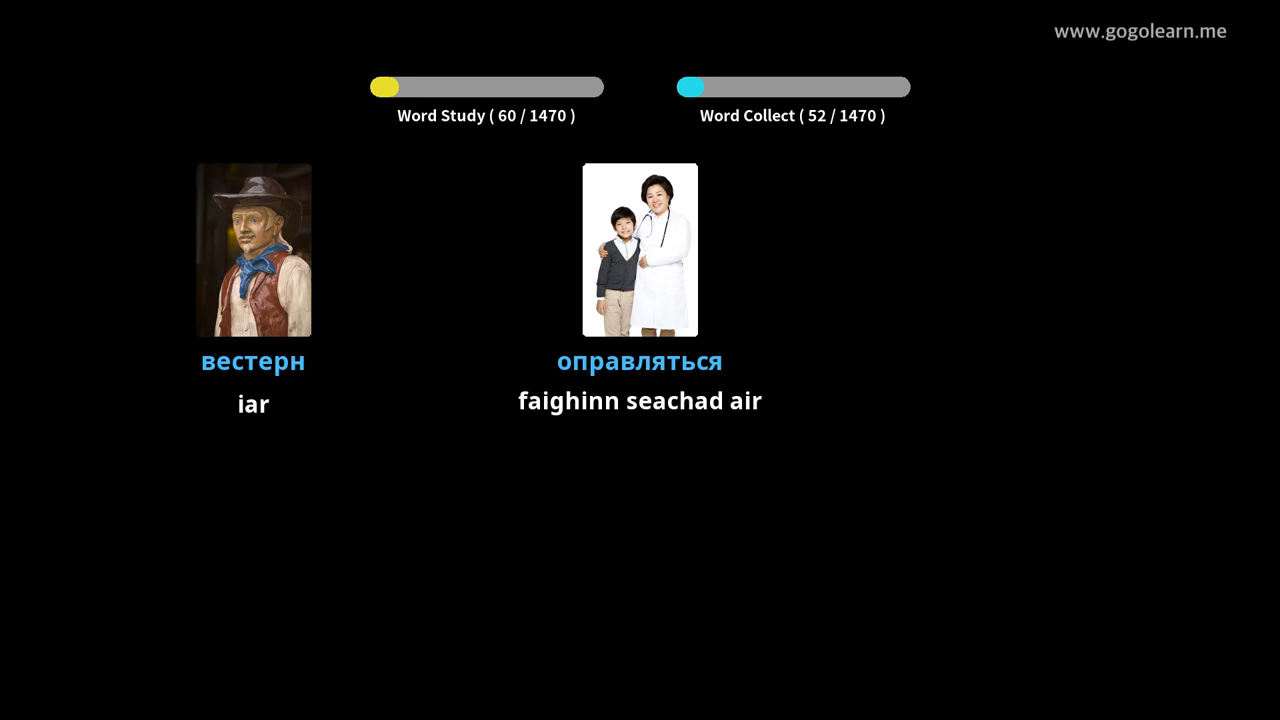 www.gogolearn.me
Word Study ( 60 / 1470 )
Word Collect ( 52 / 1470 )
вестерн
iar
оправляться
faighinn seachad air